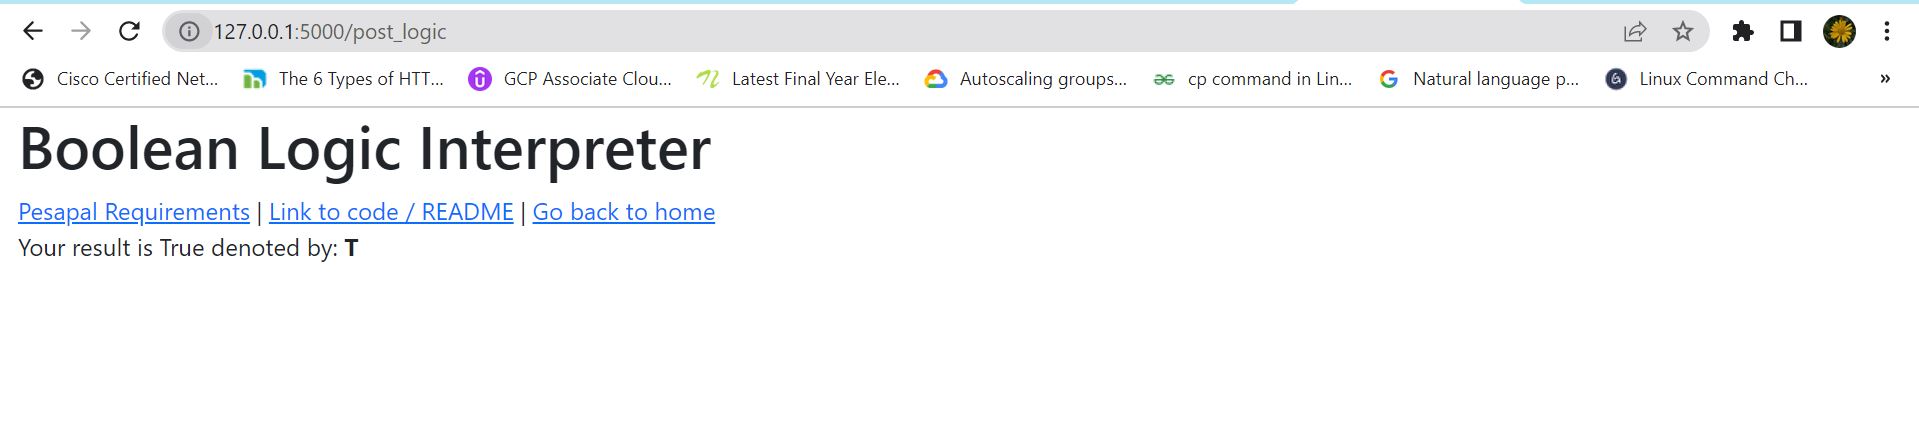 127.0.0.1:5000/post_logic
Cisco Certified Net... The 6 Types of HTT... GCP Associate Clou... Latest Final Year Ele... Autoscaling groups... cp command in Lin... Natural language p... Linux Command Ch... »
Boolean Logic Interpreter
Pesapal Requirements | Link to code / README | Go back to home
Your result is True denoted by: T